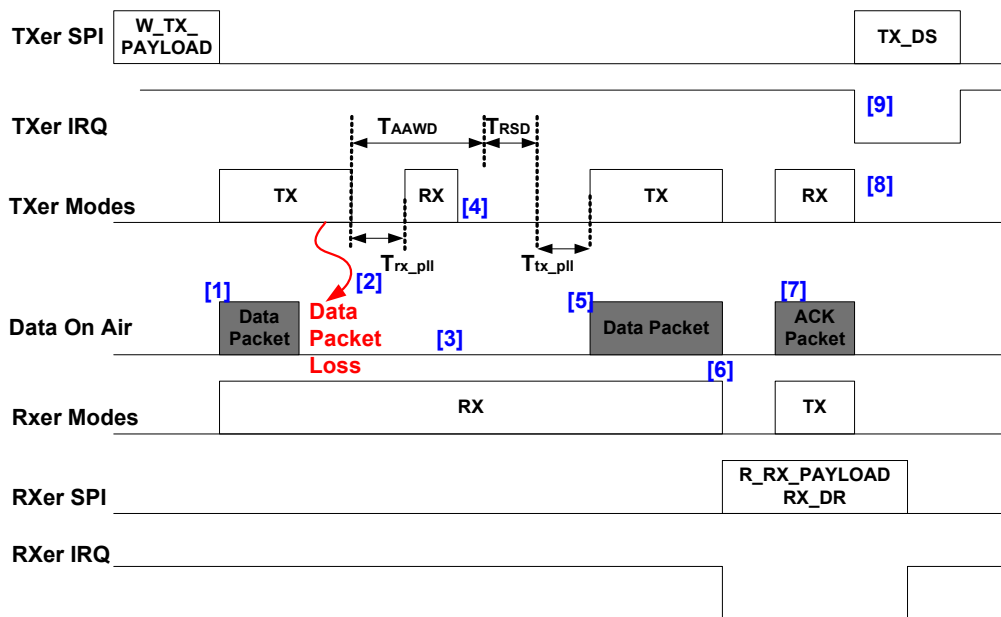 TXer SPI
W_TX_
PAYLOAD
TX_DS
TXer IRQ
[9]
TAAWD
TRSD
TXer Modes
TX
RX
[4]
TX
RX
[8]
Trx_pll
Ttx_pll
[1]
[2]
[5]
[7]
Data On Air
Data
Packet
Data
Packet
Loss
[3]
Data Packet
ACK
Packet
[6]
Rxer Modes
RX
TX
RXer SPI
R_RX_PAYLOAD
RX_DR
RXer IRQ